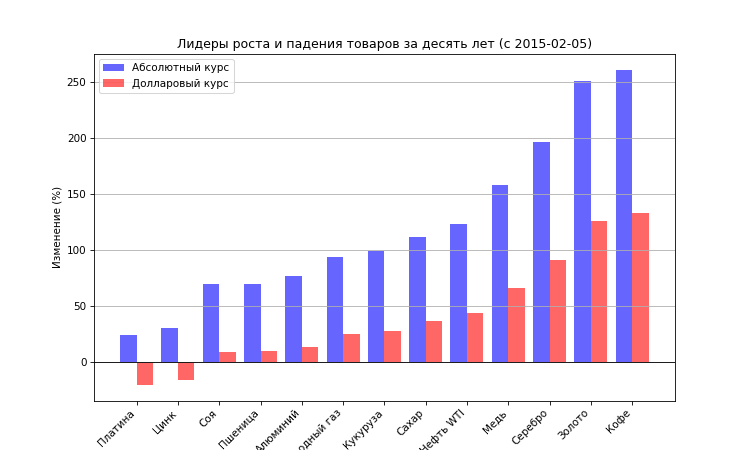 Лидеры роста и падения товаров за десять лет (с 2015-02-05)
Абсолютный курс
Долларовый курс
Изменение (%)
250
200
150
100
50
0
Платина
Цинк
Соя
Пшеница
Алюминий
газ
Кукуруза
Сахар
Нефть WTI
Медь
Серебро
Золото
Кофе